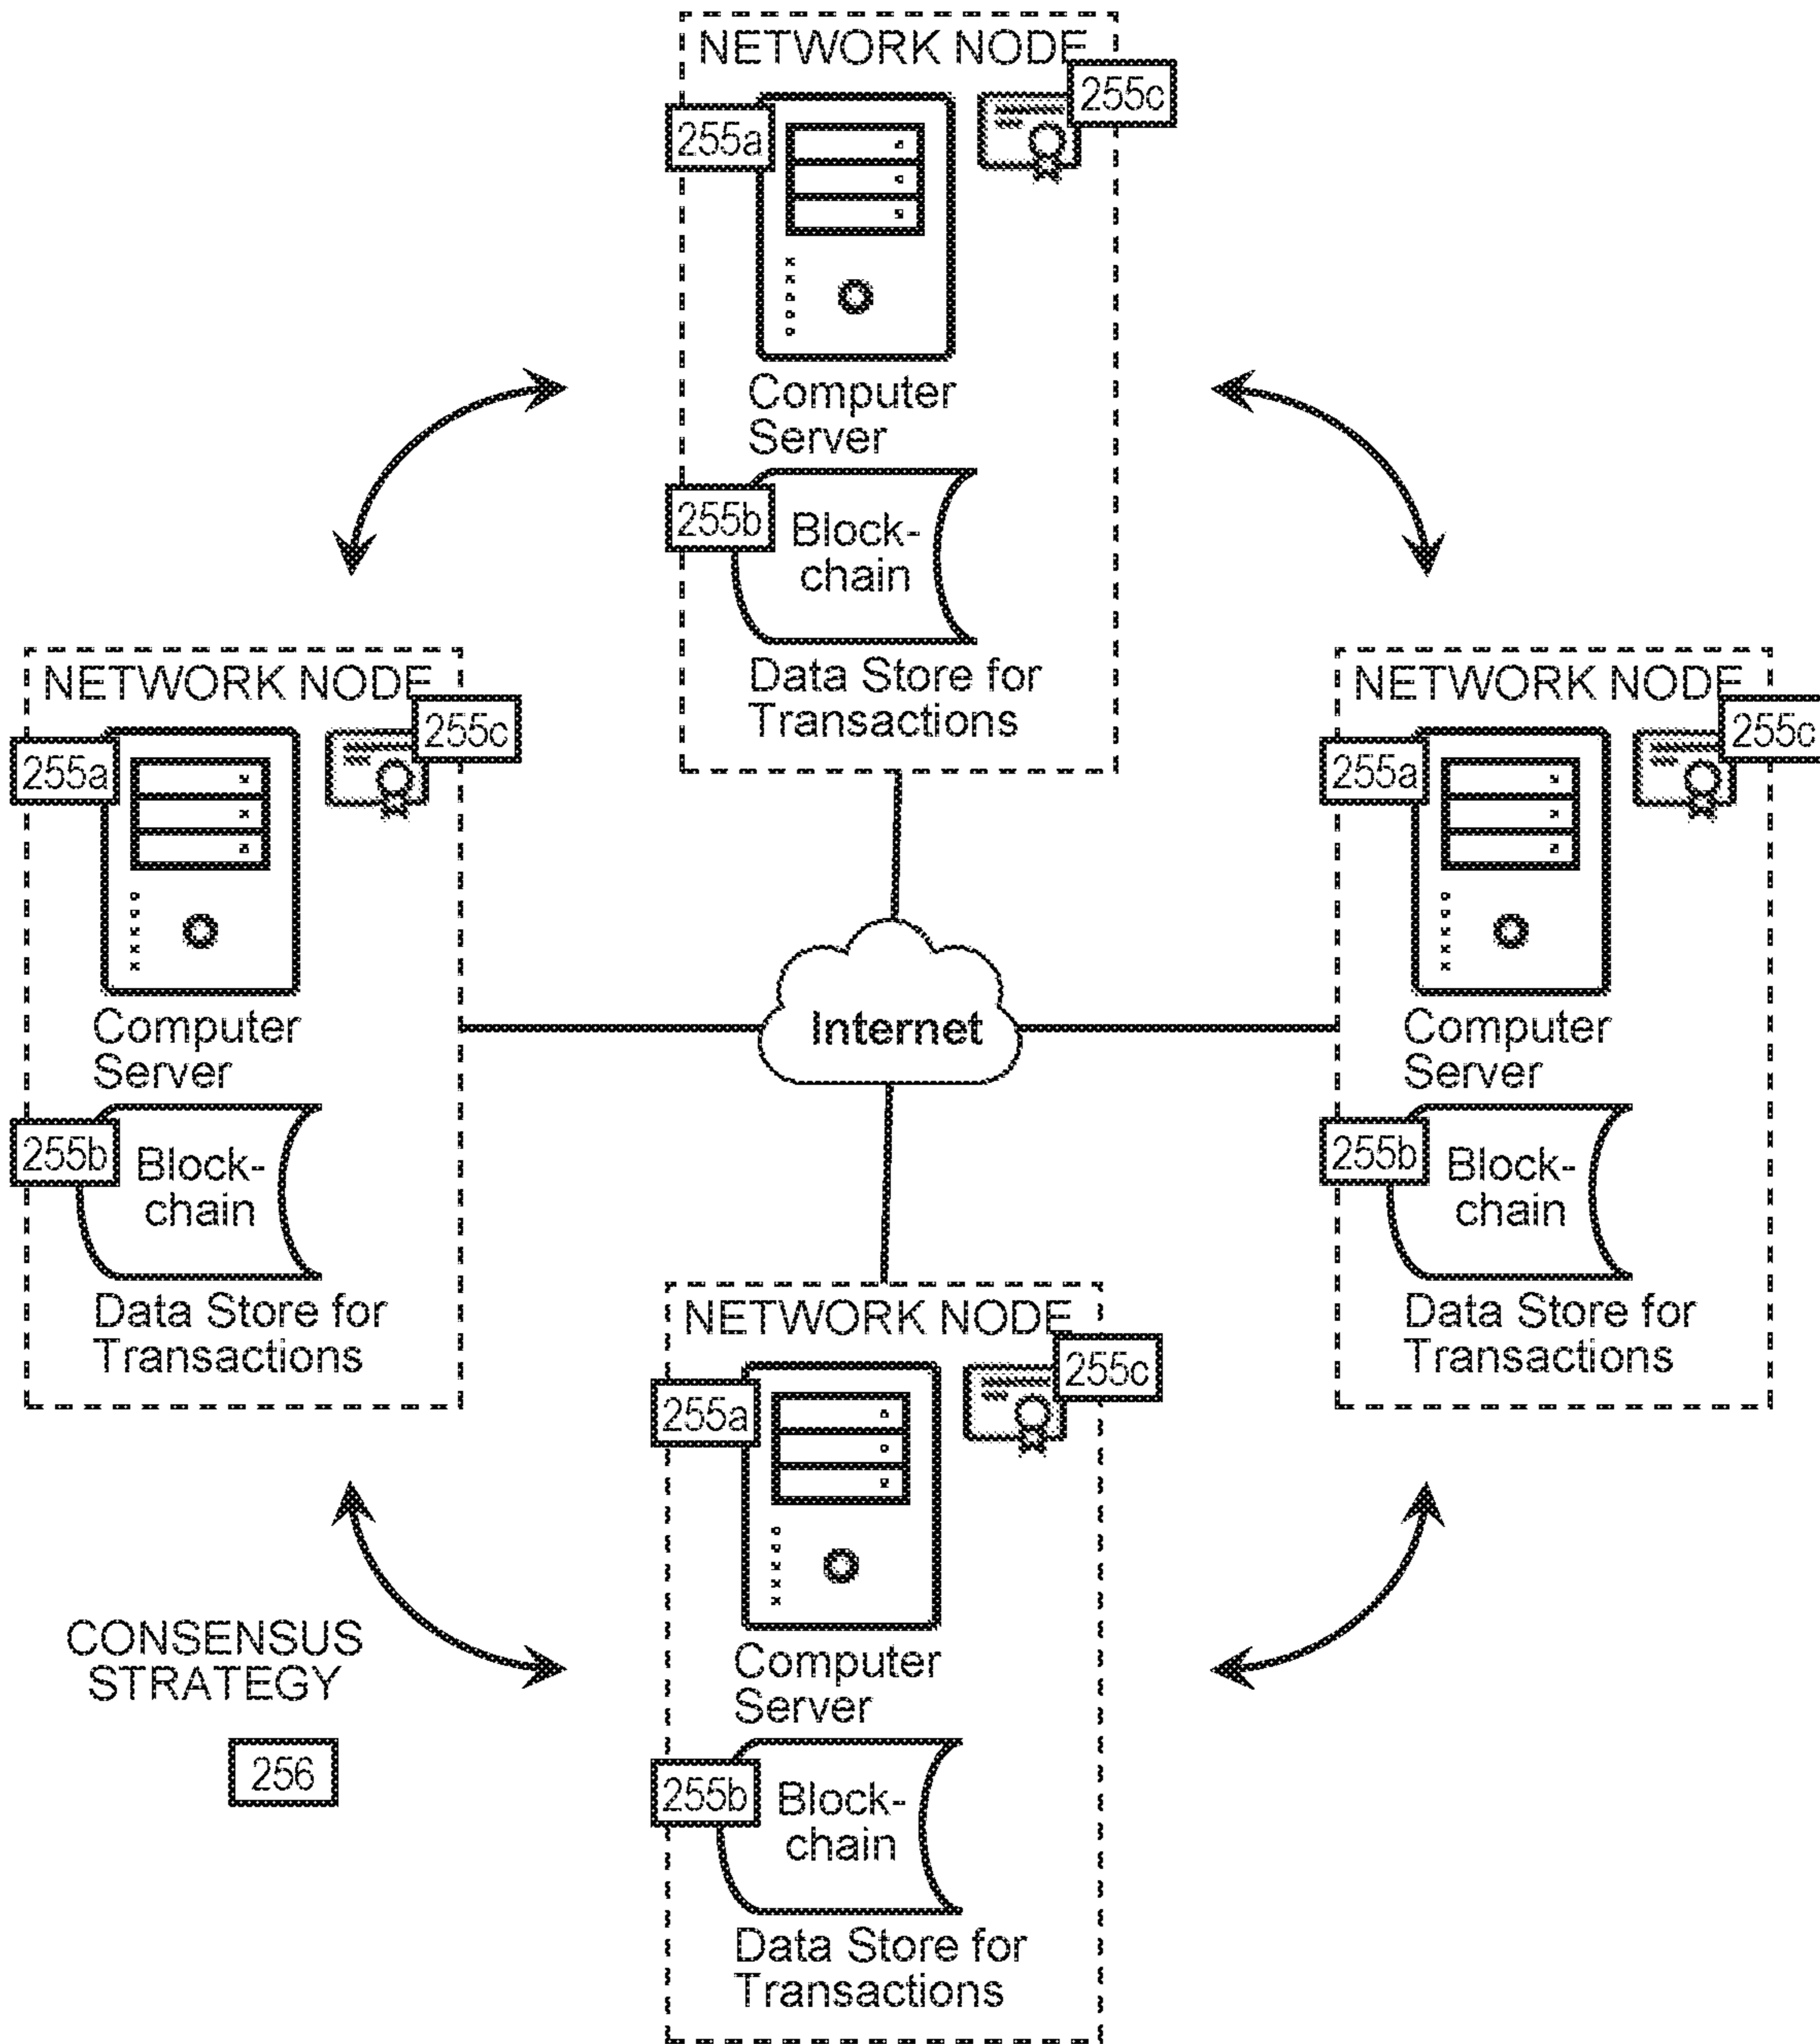 NETWORK NODE
255c
255a
Computer
Server
255b
Block-
chain
Data Store for
Transactions
NETWORK NODE
255c
255a
Computer
Server
255b
Block-
chain
Data Store for
Transactions
Internet
NETWORK NODE
255c
255a
Computer
Server
255b
Block-
chain
Data Store for
Transactions
NETWORK NODE
255c
255a
Computer
Server
255b
Block-
chain
Data Store for
Transactions
CONSENSUS
STRATEGY
256